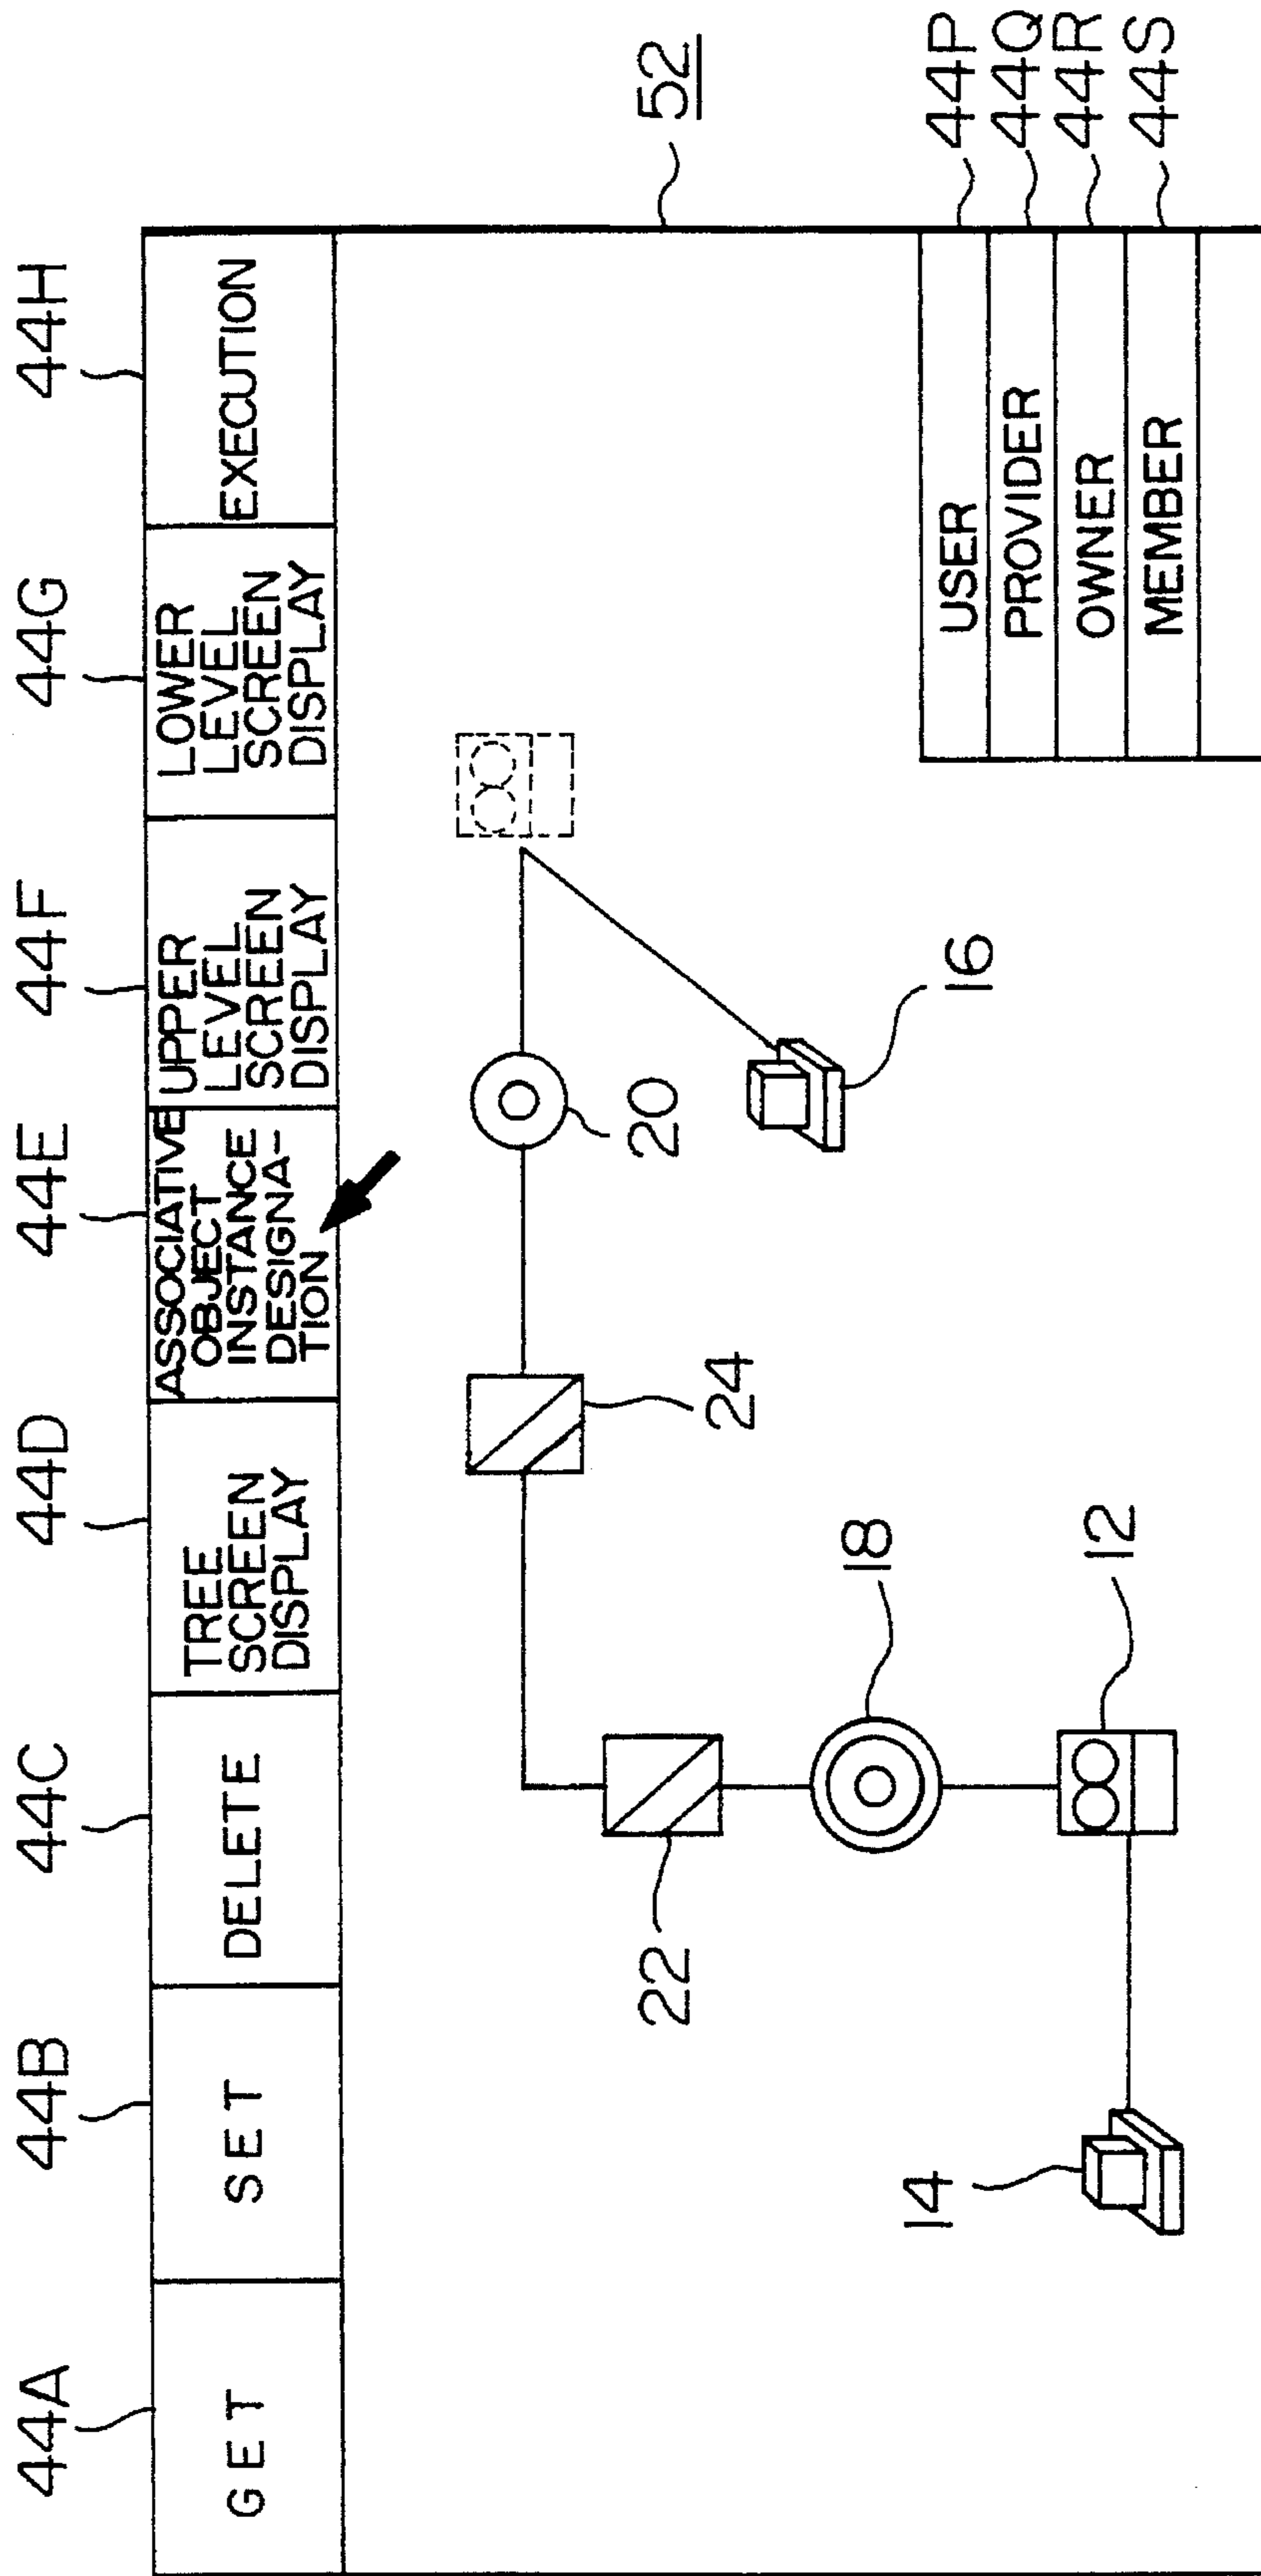 44A
44B
44C
44D
44E
44F
44G
44H
GET
SET
DELETE
TREE
SCREEN
DISPLAY
ASSOCIATIVE
OBJECT
INSTANCE
DESIGNA-
TION
UPPER
LEVEL
SCREEN
DISPLAY
LOWER
LEVEL
SCREEN
DISPLAY
EXECUTION
52
20
24
16
22
18
14
12
USER
44P
PROVIDER
44Q
OWNER
44R
MEMBER
44S